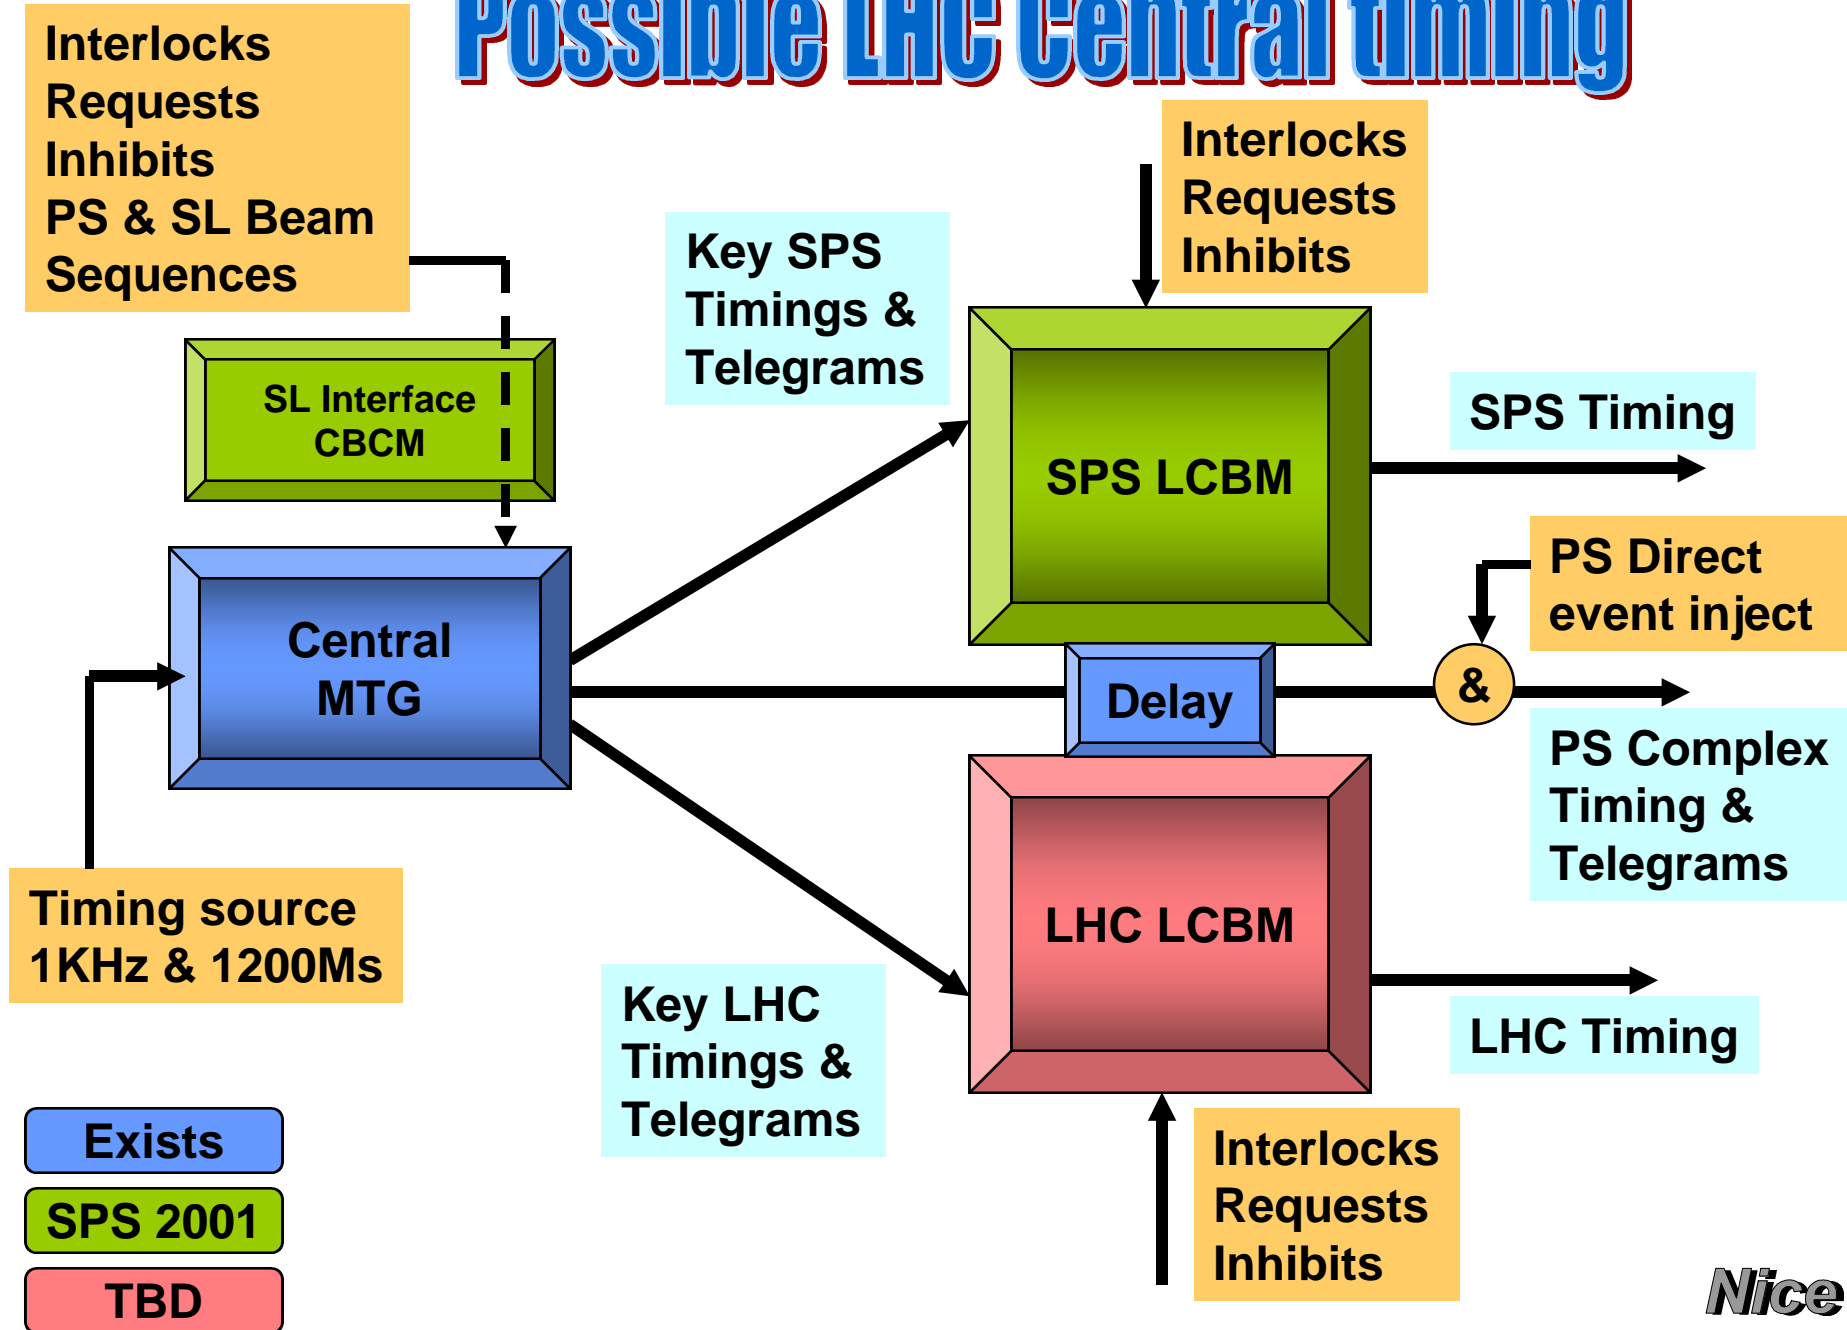 Possible LHC Central timing
Interlocks
Requests
Inhibits
PS & SL Beam
Sequences
Interlocks
Requests
Inhibits
Key SPS
Timings &
Telegrams
SL Interface
CBCM
SPS LCBM
SPS Timing
PS Direct
event inject
Central
MTG
Delay
&
PS Complex
Timing &
Telegrams
Timing source
1KHz & 1200Ms
LHC LCBM
Key LHC
Timings &
Telegrams
LHC Timing
Exists
SPS 2001
TBD
Interlocks
Requests
Inhibits
Nice